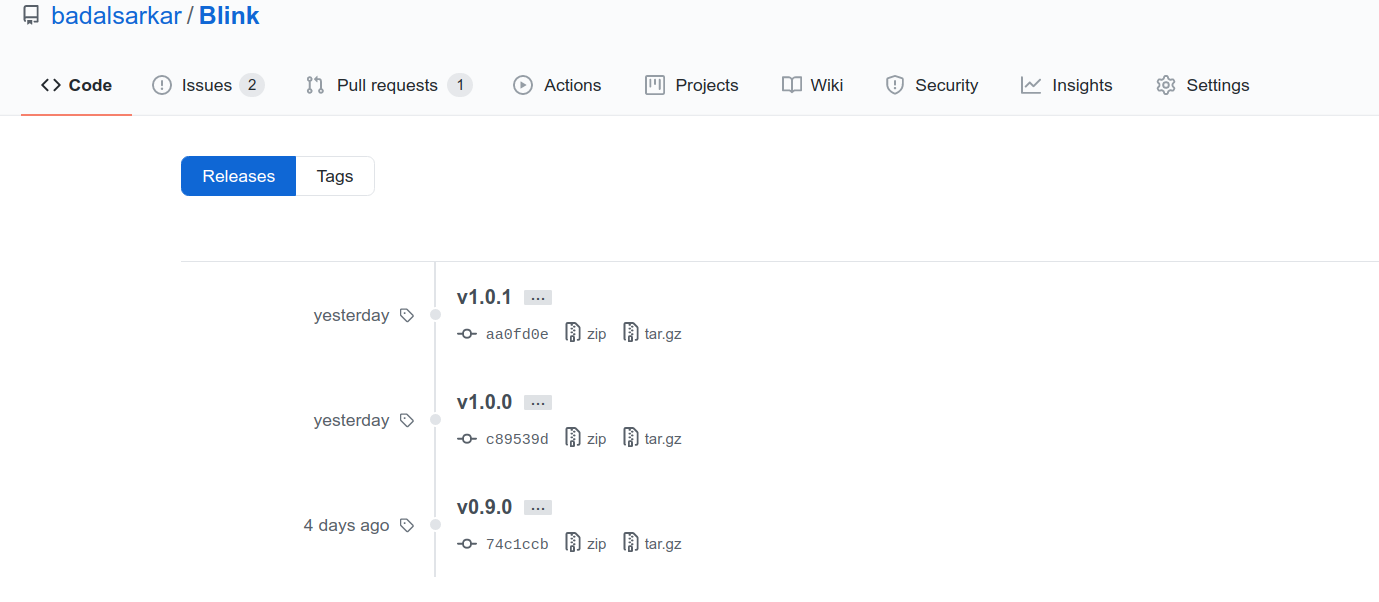 badalsarkar / Blink
Code Issues 2 Pull requests 1 Actions Projects Wiki Security Insights Settings
Releases Tags
v1.0.1 ...
yesterday
aa0fd0e zip tar.gz
v1.0.0 ...
yesterday
c89539d zip tar.gz
v0.9.0 ...
4 days ago
74c1ccb zip tar.gz